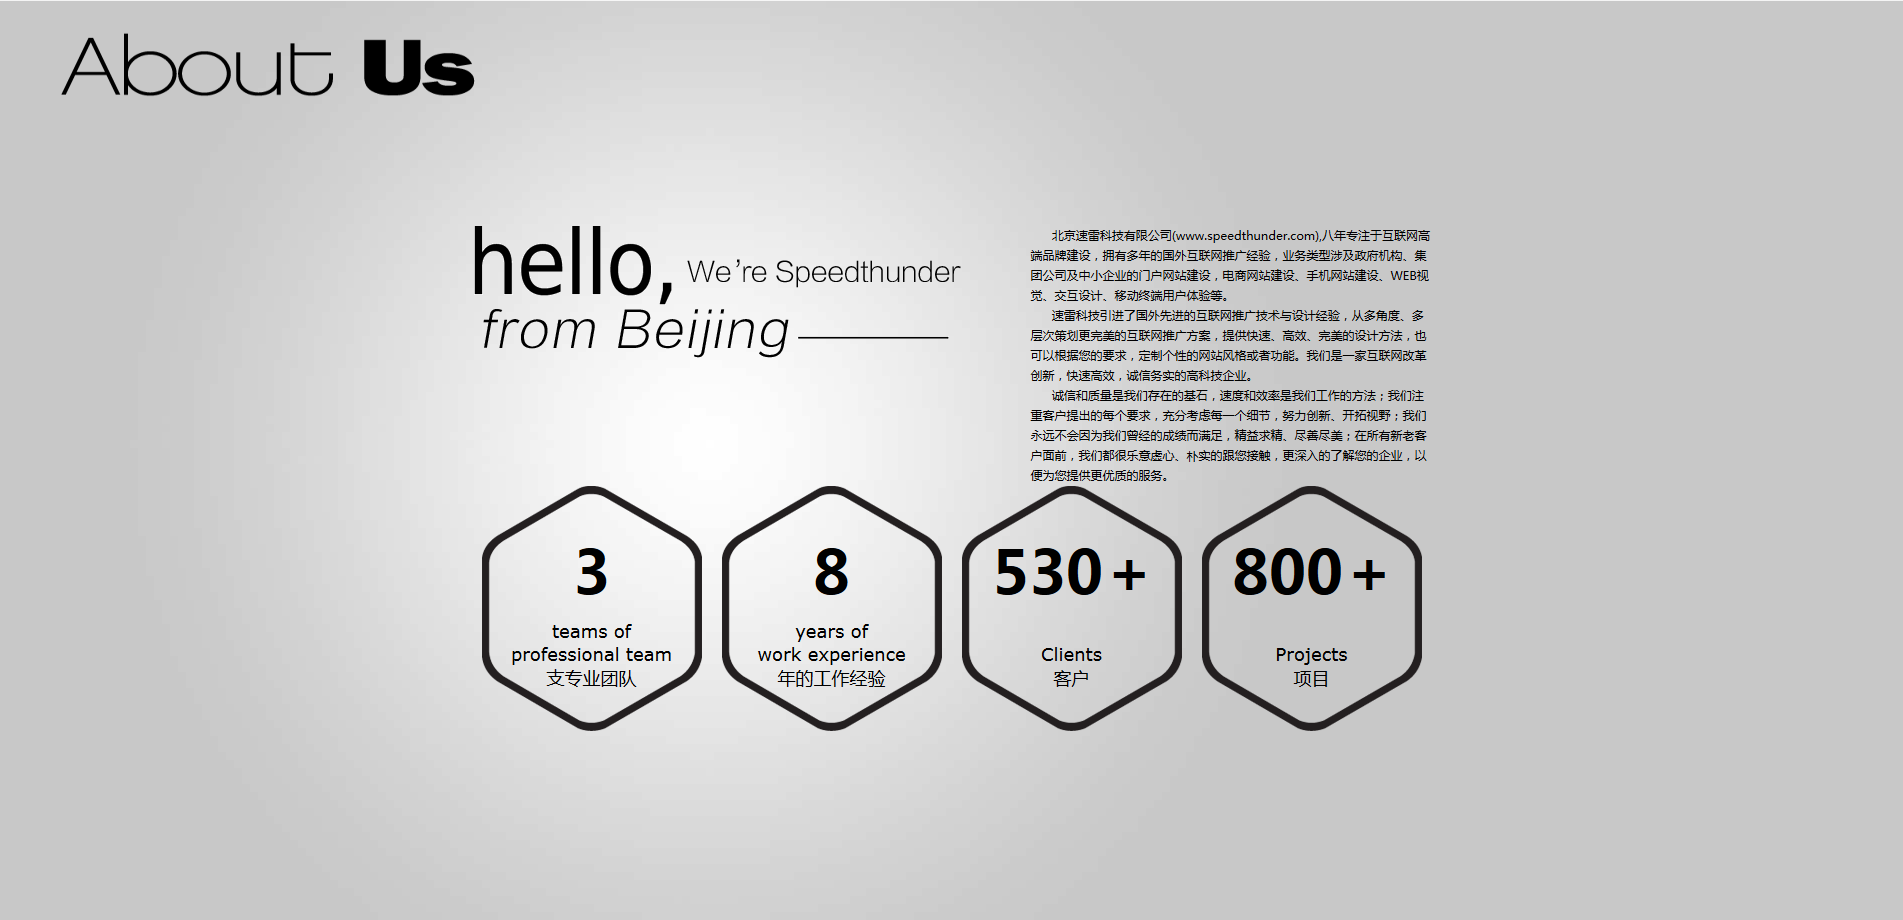 About Us
hello, We're Speedthunder
from Beijing
北京速雷科技有限公司(www.speedthunder.com),八年专注于互联网高
端品牌建设，拥有多年的国外互联网推广经验，业务类型涉及政府机构、集
团公司及中小企业的门户网站建设，电商网站建设、手机网站建设、WEB视
觉、交互设计、移动终端用户体验等。
速雷科技引进了国外先进的互联网推广技术与设计经验，从多角度、多
层次策划更完美的互联网推广方案，提供快速、高效、完美的设计方法，也
可以根据您的要求，定制个性的网站风格或者功能。我们是一家互联网改革
创新，快速高效，诚信务实的高科技企业。
诚信和质量是我们存在的基石，速度和效率是我们工作的方法；我们注
重客户提出的每个要求，充分考虑每一个细节，努力创新、开拓视野；我们
永远不会因为我们曾经的成绩而满足，精益求精、尽善尽美；在所有新老客
户面前，我们都很乐意虚心、朴实的跟您接触，更深入的了解您的企业，以
便为您提供更优质的服务。
3
teams of
professional team
支专业团队
8
years of
work experience
年的工作经验
530+
Clients
客户
800+
Projects
项目